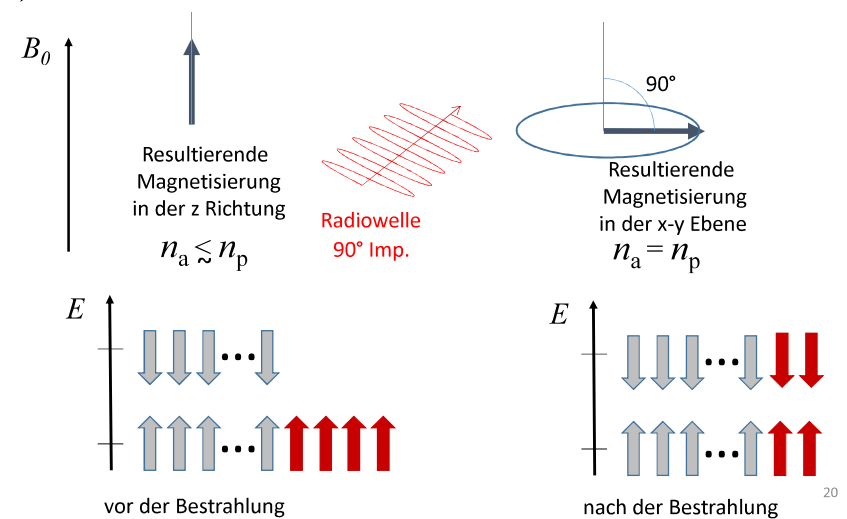 B₀
90°
Resultierende
Magnetisierung
in der z Richtung
nₐ ≲ nₚ
Radiowelle
90° Imp.
Resultierende
Magnetisierung
in der x-y Ebene
nₐ = nₚ
E
E
vor der Bestrahlung
nach der Bestrahlung
20